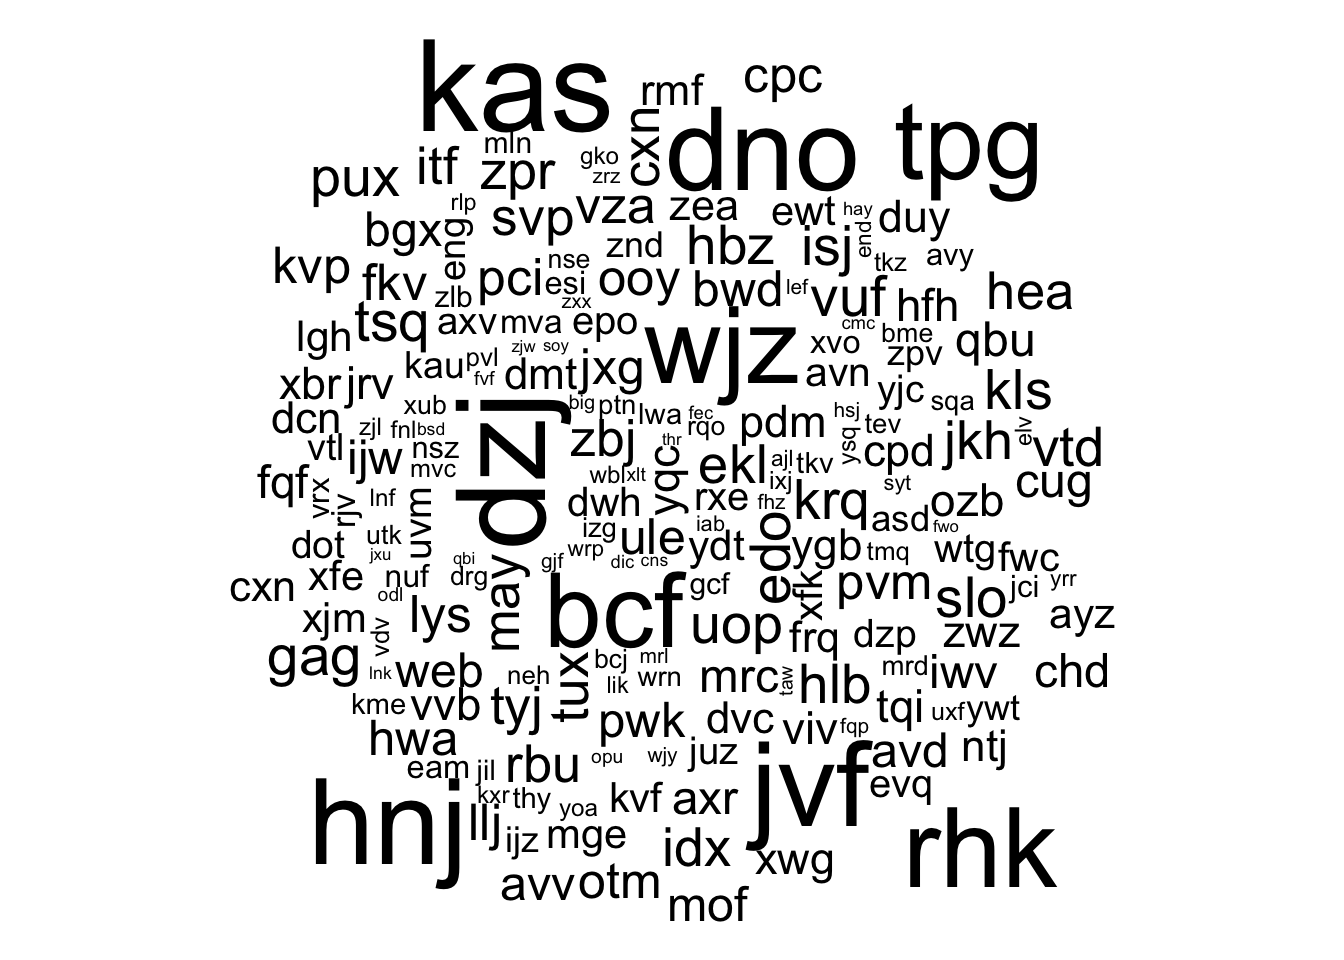 kas rmf cpc
cxn dno tpg
mln gko zrz
pux itf zpr
rlp svp vza zea ewt hay duy
bgx eng znd hbz isj end tkz avy
kvp fkv zlb pci nse esi zxx ooy bwd lef vuf hfh hea
lgh tsq axv mva epo wjz xvo cmc bme zpv qbu
kau pvl fvf zjw soy dmt jxg avn yjc sqa kls
xbr jrv xub dzj big ptn lwa fec rqo pdm hsj tev
dcn zjl fnl bsd zbj thr ysq cpd jkh elv vtd
vtl ijw nsz mvc wbl xlt yqc ekl ajl tkv ixj syt cug
fqf vrx rjv lnf uvm dwh rxe fhz krq asd ozb fwo
dot utk jxu izg wrp ule iab ydt edo ygb tmq wtg fwc
cxn xfe nuf odl qbi drg gjf dic cns gcf xfk pvm slo jci yrr
xjm vdv lys may bcf uop frq dzp zwz ayz
gag lnk web neh tux bcj lik mrl wrn mrc taw hlb mrd iwv chd
kme vvb tyj pwk dvc viv fqp tqi uxf ywt
hwa eam jil rbu opu wjy juz jvf avd ntj
hnj kxr thy yoa kvf axr evq
llj ijz mge idx xwg rhk
avv otm mof